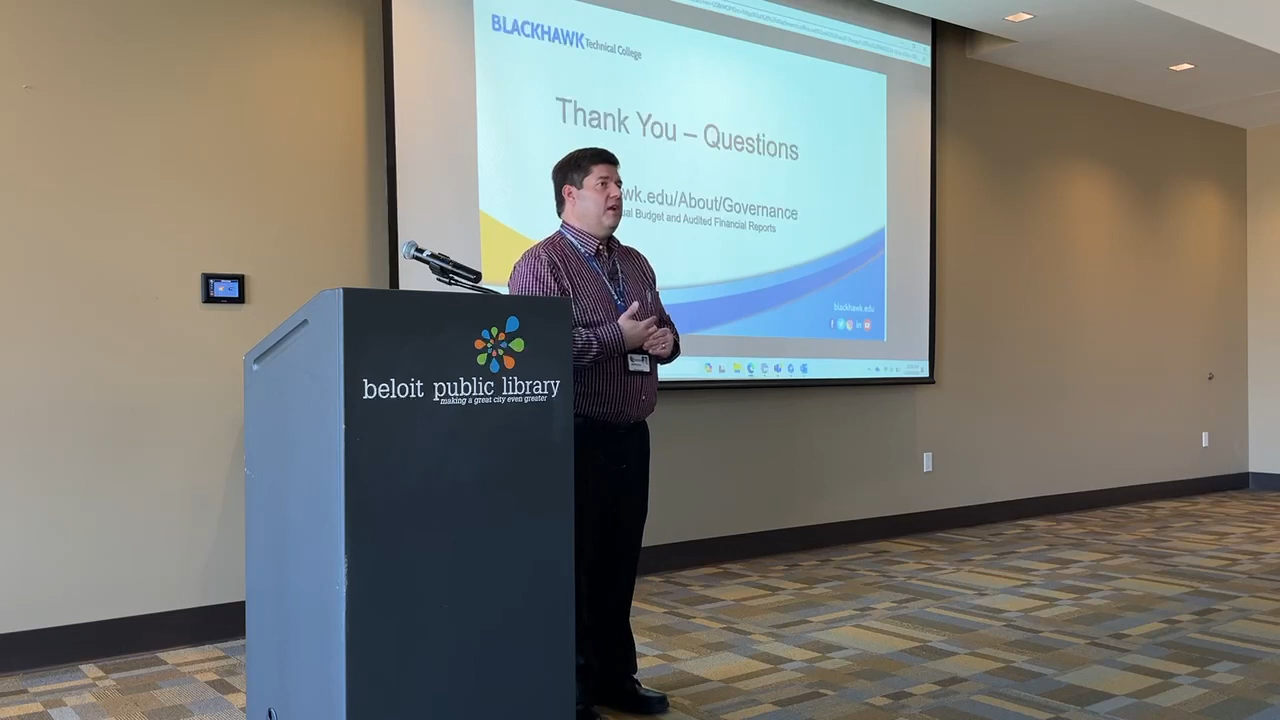 BLACKHAWK Technical College
Thank You – Questions
wk.edu/About/Governance
ual Budget and Audited Financial Reports
blackhawk.edu
beloit public library
making a great city even greater